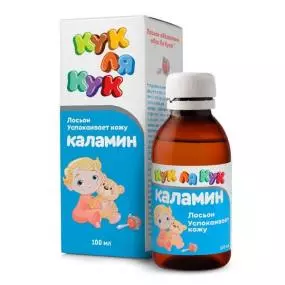 КУК
ЛЯ
КУК
Лосьон
Успокаивает кожу
каламин
100 мл
КУК ЛЯ КУК
каламин
Лосьон
Успокаивает
кожу